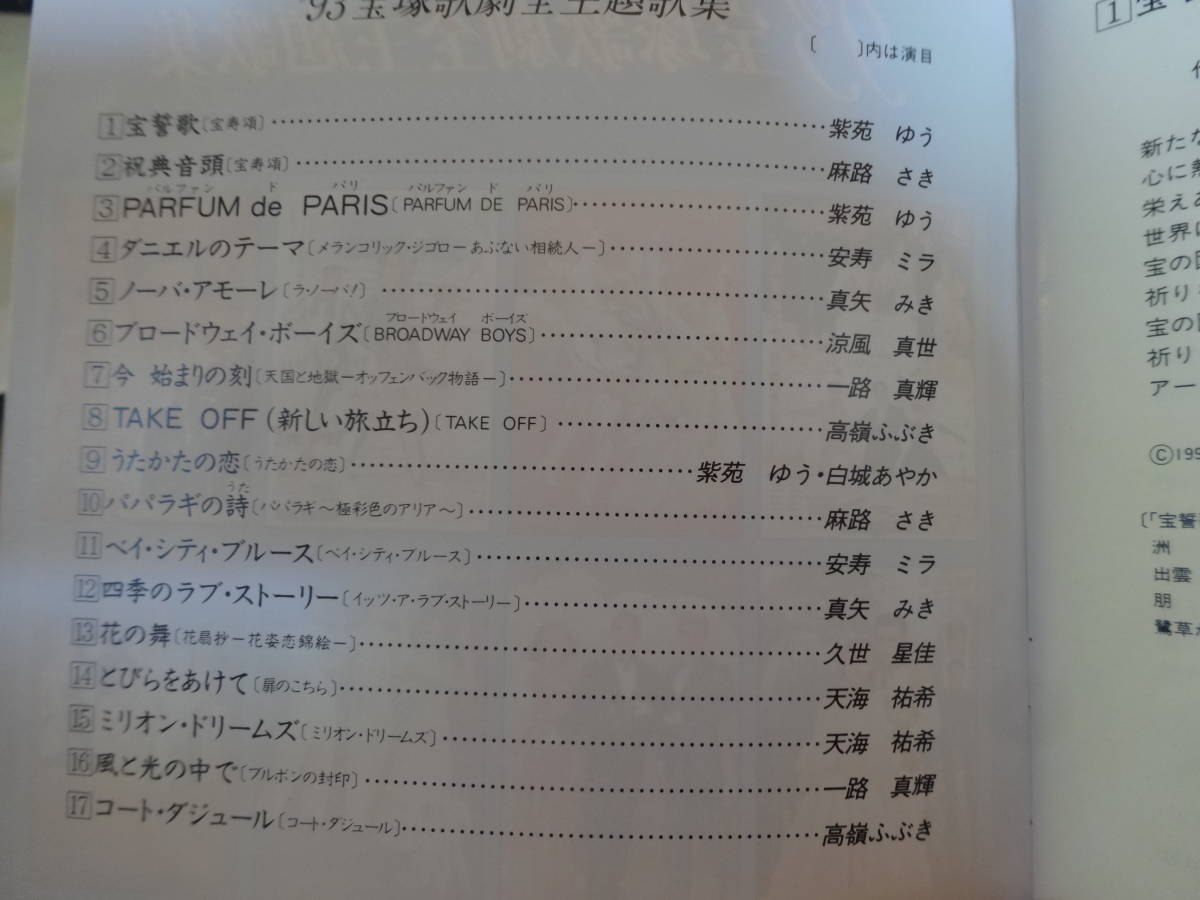 '93宝塚歌劇全主題歌集
〔　　〕内は演目
1 宝誓歌〔宝寿頌〕……紫苑　ゆう
2 祝典音頭〔宝寿頌〕……麻路　さき
パルファン　ド　パリ　パルファン　ド　パリ
3 PARFUM de PARIS〔PARFUM DE PARIS〕……紫苑　ゆう
4 ダニエルのテーマ〔メランコリック・ジゴローあぶない相続人－〕……安寿　ミラ
5 ノーバ・アモーレ〔ラ・ノーバ!〕……真矢　みき
ブロードウェイ　ボーイズ
6 ブロードウェイ・ボーイズ〔BROADWAY BOYS〕……涼風　真世
7 今 始まりの刻〔天国と地獄－オッフェンバック物語－〕……一路　真輝
8 TAKE OFF (新しい旅立ち)〔TAKE OFF〕……高嶺ふぶき
9 うたかたの恋〔うたかたの恋〕……紫苑　ゆう・白城あやか
うた
10 パパラギの詩〔パパラギ～極彩色のアリア～〕……麻路　さき
11 ベイ・シティ・ブルース〔ベイ・シティ・ブルース〕……安寿　ミラ
12 四季のラブ・ストーリー〔イッツ・ア・ラブ・ストーリー〕……真矢　みき
13 花の舞〔花扇抄－花姿恋錦絵－〕……久世　星佳
14 とびらをあけて〔扉のこちら〕……天海　祐希
15 ミリオン・ドリームズ〔ミリオン・ドリームズ〕……天海　祐希
16 風と光の中で〔ブルボンの封印〕……一路　真輝
17 コート・ダジュール〔コート・ダジュール〕……高嶺ふぶき
1 宝
新たな
心に
栄え
世界
宝の
祈り
宝の
祈り
アー
©199
〔「宝誓
洲
出雲
朋
鷺草